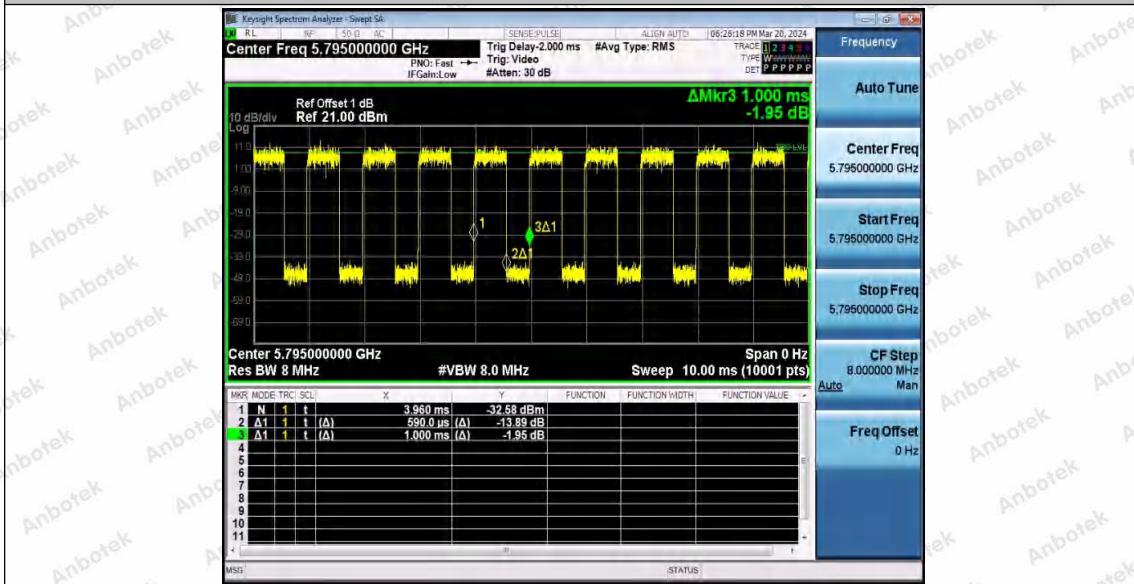 Keysight Spectrum Analyzer - Swept SA
RL RF 50 Ω AC SENSE:PULSE ALIGN AUTO 06:26:18 PM Mar 20, 2024
Center Freq 5.795000000 GHz
PNO: Fast
IFGain:Low
Trig Delay-2.000 ms
Trig: Video
#Atten: 30 dB
#Avg Type: RMS
TRACE 1 2 3 4 5 6
TYPE
DET P P P P P P
Ref Offset 1 dB
Ref 21.00 dBm
10 dB/div
Log
ΔMkr3 1.000 ms
-1.95 dB
11.0
1.00
-9.00
-19.0
-29.0
-39.0
-49.0
-59.0
-69.0
1
2Δ1
3Δ1
Center 5.795000000 GHz
Span 0 Hz
Res BW 8 MHz
#VBW 8.0 MHz
Sweep 10.00 ms (10001 pts)
MKR MODE TRC SCL X Y FUNCTION FUNCTION WIDTH FUNCTION VALUE
1 N 1 t 3.960 ms -32.58 dBm
2 Δ1 1 t (Δ) 590.0 µs (Δ) -13.89 dB
3 Δ1 1 t (Δ) 1.000 ms (Δ) -1.95 dB
4
5
6
7
8
9
10
11
MSG
STATUS
Frequency
Auto Tune
Center Freq
5.795000000 GHz
Start Freq
5.795000000 GHz
Stop Freq
5.795000000 GHz
CF Step
8.000000 MHz
Auto Man
Freq Offset
0 Hz
Anbotek